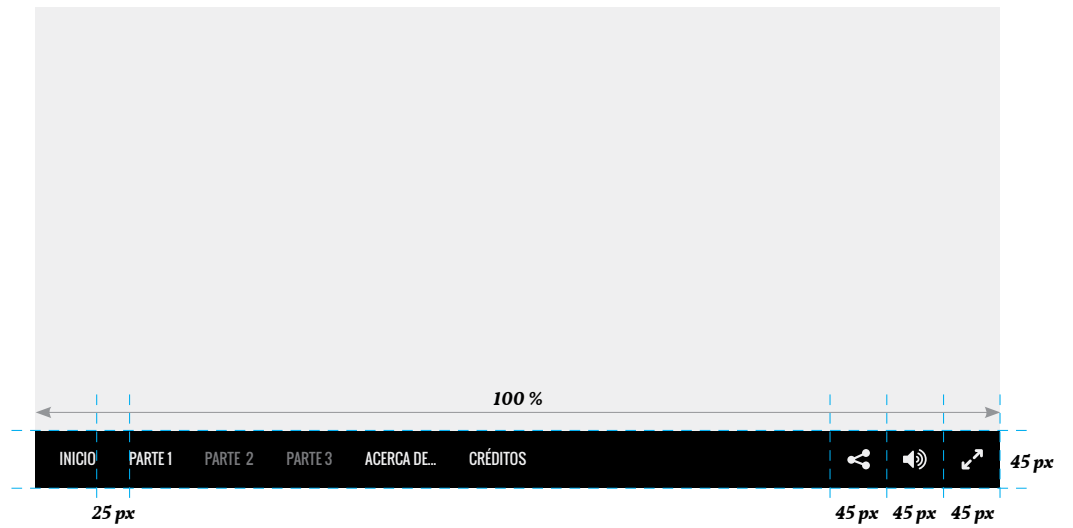 100 %
INICIO PARTE 1 PARTE 2 PARTE 3 ACERCA DE... CRÉDITOS 45 px
25 px 45 px 45 px 45 px